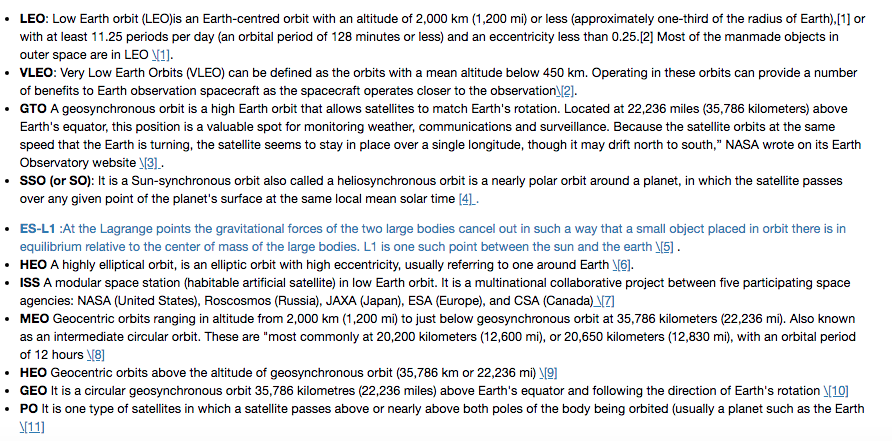 • LEO: Low Earth orbit (LEO)is an Earth-centred orbit with an altitude of 2,000 km (1,200 mi) or less (approximately one-third of the radius of Earth),[1] or
with at least 11.25 periods per day (an orbital period of 128 minutes or less) and an eccentricity less than 0.25.[2] Most of the manmade objects in
outer space are in LEO \[1].
• VLEO: Very Low Earth Orbits (VLEO) can be defined as the orbits with a mean altitude below 450 km. Operating in these orbits can provide a number
of benefits to Earth observation spacecraft as the spacecraft operates closer to the observation\[2].
• GTO A geosynchronous orbit is a high Earth orbit that allows satellites to match Earth's rotation. Located at 22,236 miles (35,786 kilometers) above
Earth's equator, this position is a valuable spot for monitoring weather, communications and surveillance. Because the satellite orbits at the same
speed that the Earth is turning, the satellite seems to stay in place over a single longitude, though it may drift north to south,” NASA wrote on its Earth
Observatory website \[3] .
• SSO (or SO): It is a Sun-synchronous orbit also called a heliosynchronous orbit is a nearly polar orbit around a planet, in which the satellite passes
over any given point of the planet's surface at the same local mean solar time [4] .
• ES-L1 :At the Lagrange points the gravitational forces of the two large bodies cancel out in such a way that a small object placed in orbit there is in
equilibrium relative to the center of mass of the large bodies. L1 is one such point between the sun and the earth \[5] .
• HEO A highly elliptical orbit, is an elliptic orbit with high eccentricity, usually referring to one around Earth \[6].
• ISS A modular space station (habitable artificial satellite) in low Earth orbit. It is a multinational collaborative project between five participating space
agencies: NASA (United States), Roscosmos (Russia), JAXA (Japan), ESA (Europe), and CSA (Canada) \[7]
• MEO Geocentric orbits ranging in altitude from 2,000 km (1,200 mi) to just below geosynchronous orbit at 35,786 kilometers (22,236 mi). Also known
as an intermediate circular orbit. These are "most commonly at 20,200 kilometers (12,600 mi), or 20,650 kilometers (12,830 mi), with an orbital period
of 12 hours \[8]
• HEO Geocentric orbits above the altitude of geosynchronous orbit (35,786 km or 22,236 mi) \[9]
• GEO It is a circular geosynchronous orbit 35,786 kilometres (22,236 miles) above Earth's equator and following the direction of Earth's rotation \[10]
• PO It is one type of satellites in which a satellite passes above or nearly above both poles of the body being orbited (usually a planet such as the Earth
\[11]